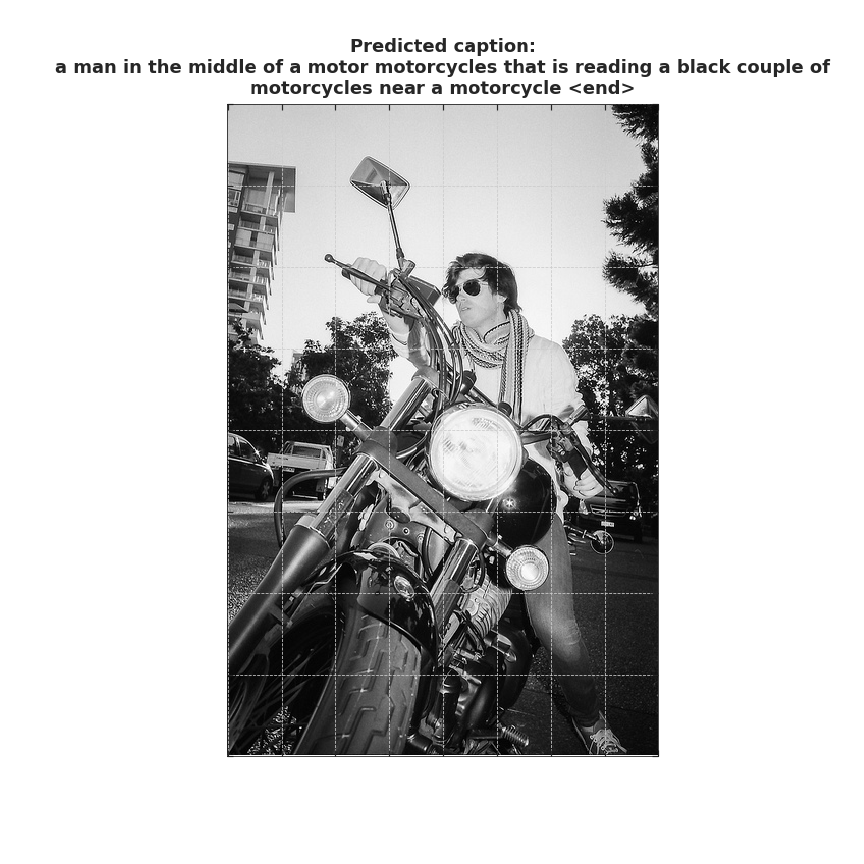 Predicted caption:
a man in the middle of a motor motorcycles that is reading a black couple of
motorcycles near a motorcycle <end>